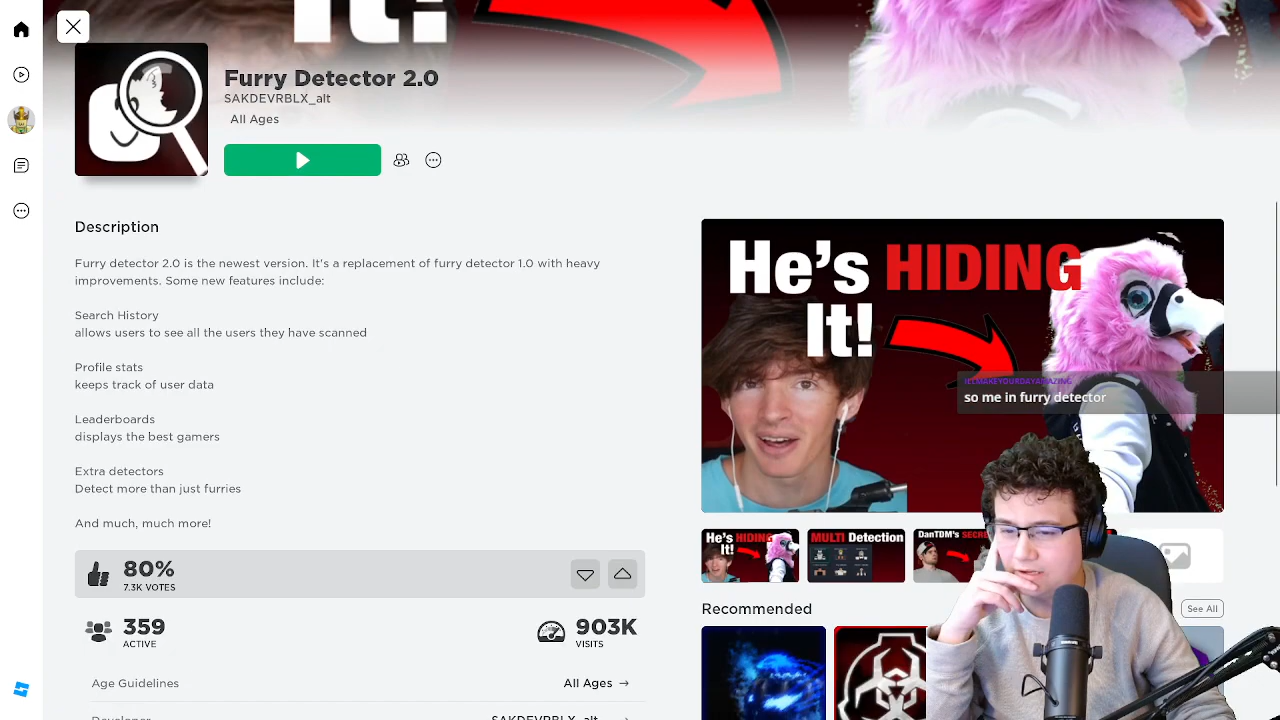 It!
Furry Detector 2.0
SAKDEVRBLX_alt
All Ages
Description
Furry detector 2.0 is the newest version. It's a replacement of furry detector 1.0 with heavy
improvements. Some new features include:
Search History
allows users to see all the users they have scanned
Profile stats
keeps track of user data
Leaderboards
displays the best gamers
Extra detectors
Detect more than just furries
And much, much more!
80%
7.3K VOTES
359
ACTIVE
903K
VISITS
Age Guidelines
All Ages
Developer
SAKDEVRBLX_alt
He's HIDING
It!
ILLMAKEYOURDAYAMAZING
so me in furry detector
He's HIDING
It!
MULTI Detection
DanTDM's
Recommended
See All